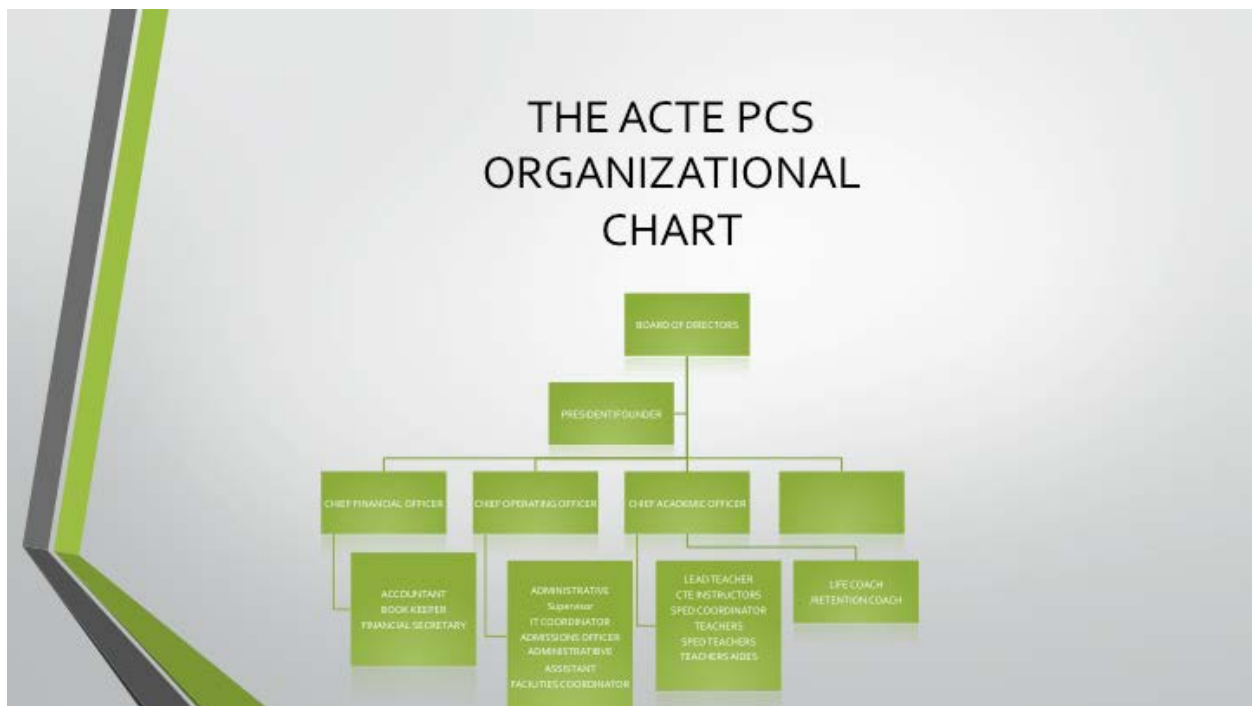 THE ACTE PCS
ORGANIZATIONAL
CHART
BOARD OF DIRECTORS
PRESIDENT\FOUNDER
CHIEF FINANCIAL OFFICER
CHIEF OPERATING OFFICER
CHIEF ACADEMIC OFFICER
ACCOUNTANT
BOOK KEEPER
FINANCIAL SECRETARY
ADMINISTRATIVE
Supervisor
IT COORDINATOR
ADMISSIONS OFFICER
ADMINISTRATIBVE
ASSISTANT
FACILITIES COORDINATOR
LEAD TEACHER
CTE INSTRUCTORS
SPED COORDINATOR
TEACHERS
SPED TEACHERS
TEACHERS AIDES
LIFE COACH
/RETENTION COACH